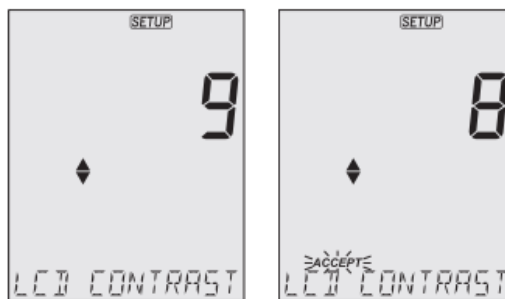 SETUP
9
LCD CONTRAST
SETUP
8
ACCEPT
LCD CONTRAST